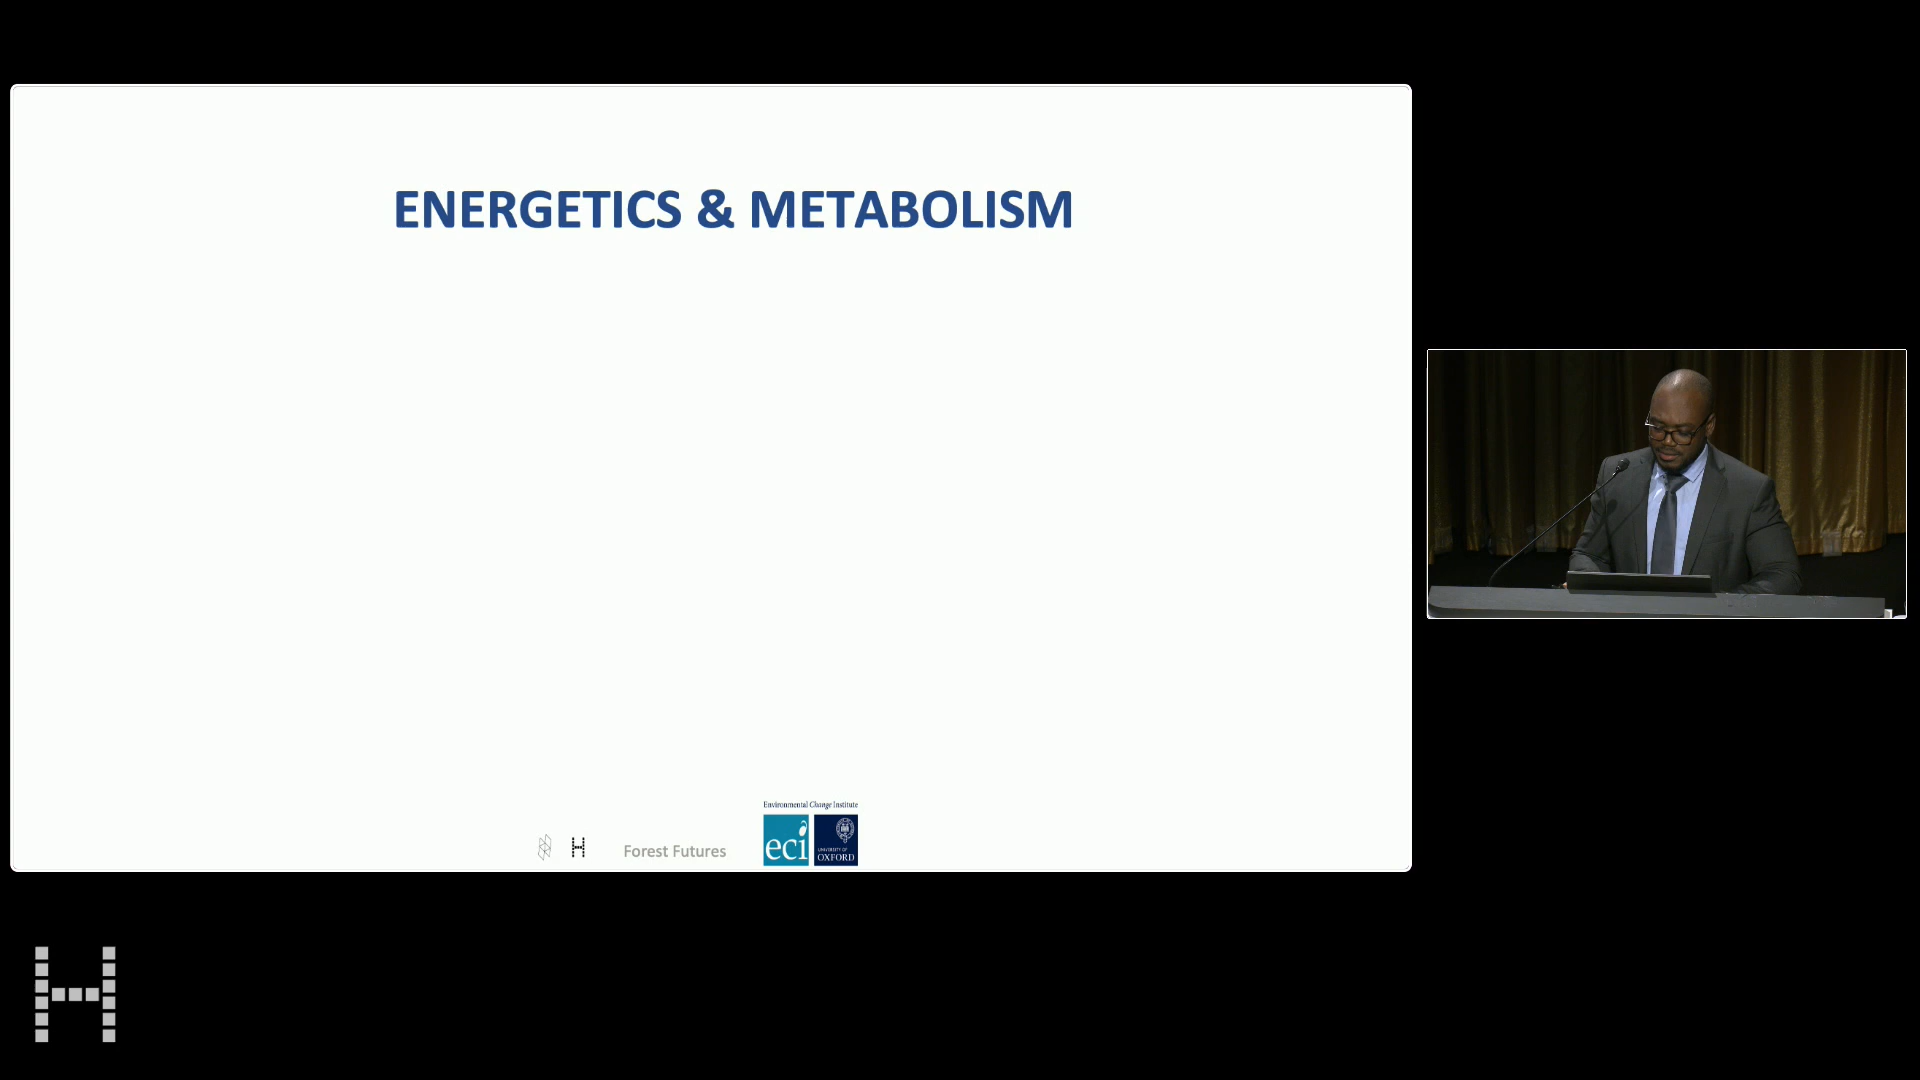 ENERGETICS & METABOLISM
Environmental Change Institute
H
Forest Futures
eci
UNIVERSITY OF
OXFORD
H